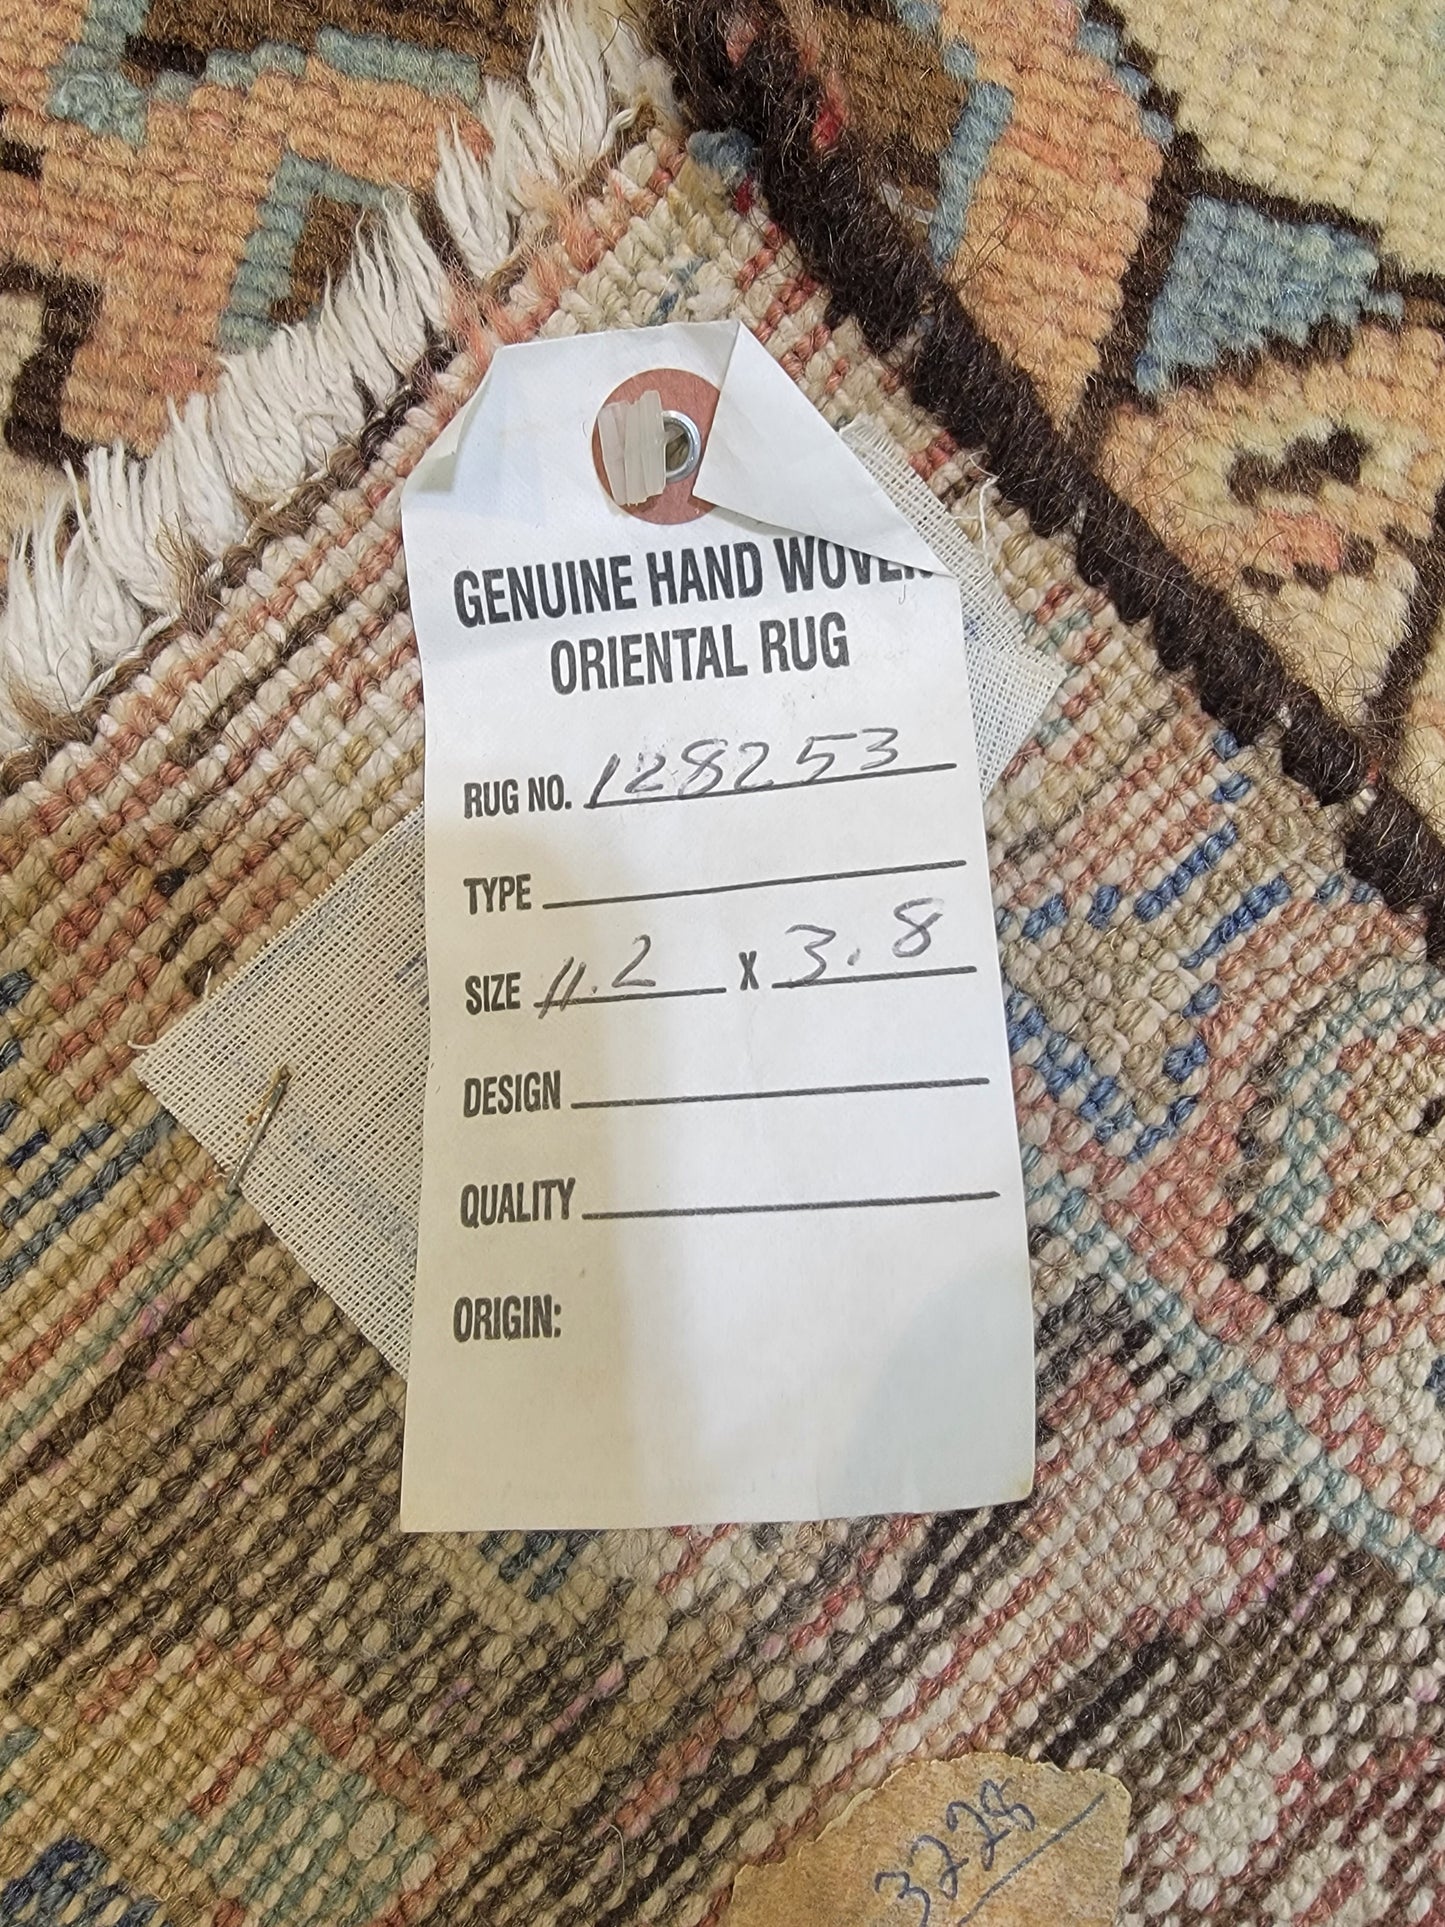 GENUINE HAND WOVEN
ORIENTAL RUG
RUG NO. 128253
TYPE
SIZE 11.2 X 3.8
DESIGN
QUALITY
ORIGIN:
3228